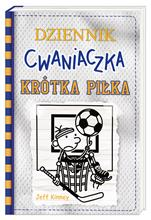 DZIENNIK
CWANIACZKA
KRÓTKA PIŁKA
Jeff Kinney